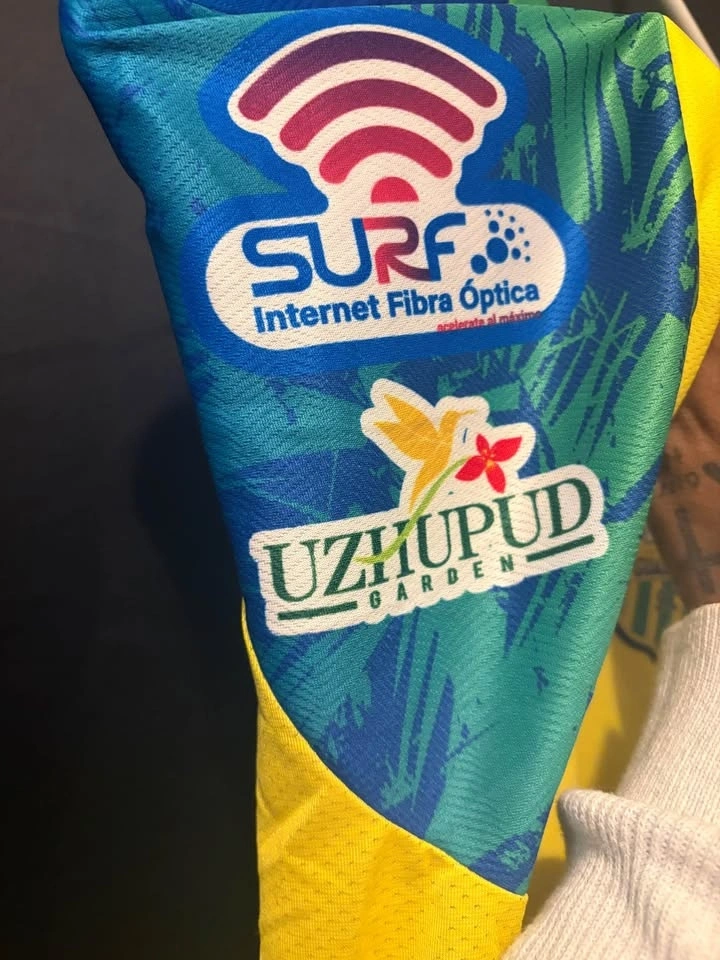 SURF
Internet Fibra Óptica
acelerate al máximo
UZHUPUD
GARDEN